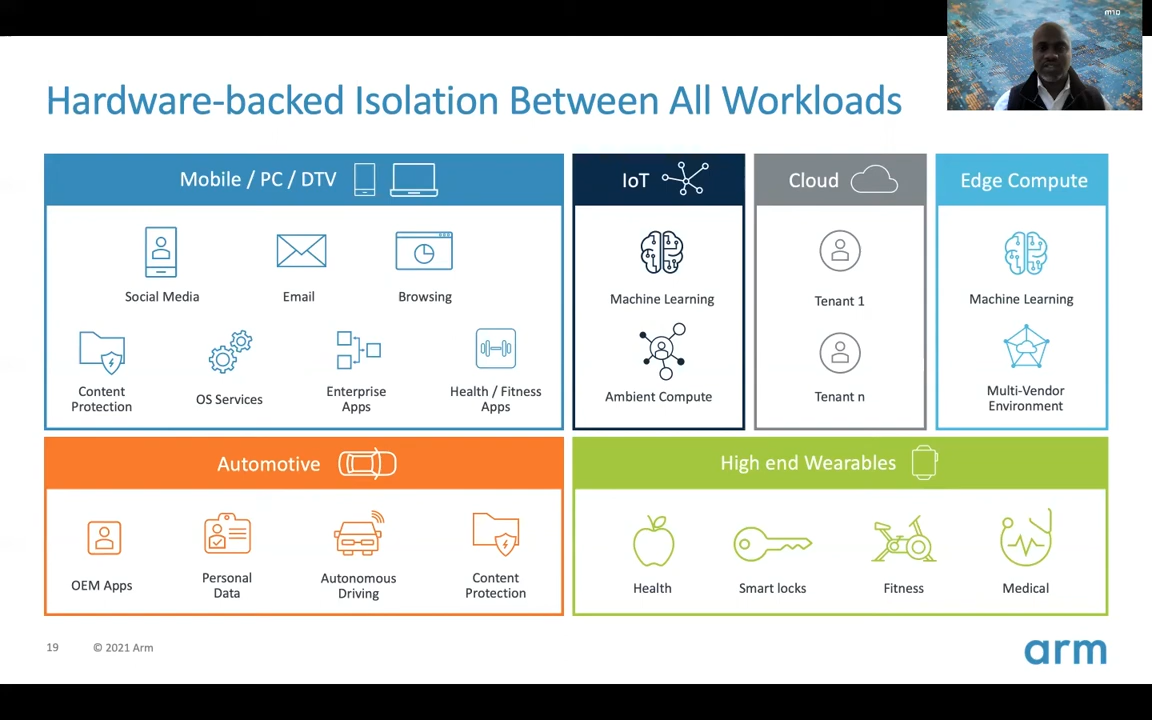 Hardware-backed Isolation Between All Workloads
Mobile / PC / DTV
Social Media
Email
Browsing
Content
Protection
OS Services
Enterprise
Apps
Health / Fitness
Apps
IoT
Machine Learning
Ambient Compute
Cloud
Tenant 1
Tenant n
Edge Compute
Machine Learning
Multi-Vendor
Environment
Automotive
OEM Apps
Personal
Data
Autonomous
Driving
Content
Protection
High end Wearables
Health
Smart locks
Fitness
Medical
19
© 2021 Arm
arm